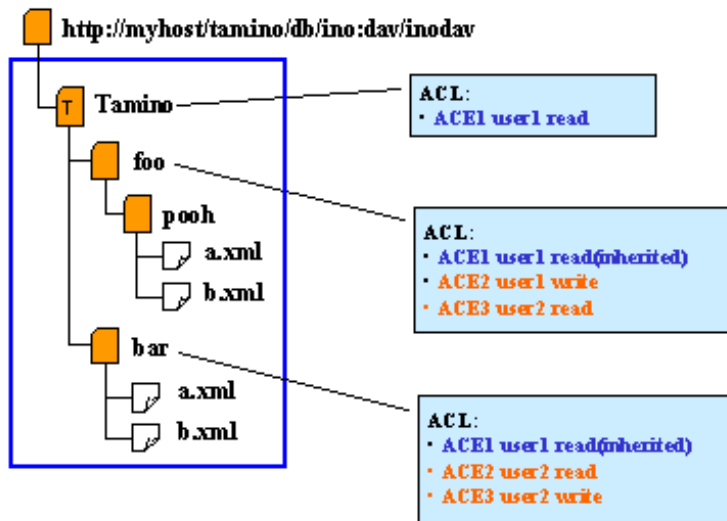 http://myhost/tamino/db/ino:dav/inodav
T Tamino
foo
pooh
a.xml
b.xml
bar
a.xml
b.xml
ACL:
· ACE1 user1 read
ACL:
· ACE1 user1 read(inherited)
· ACE2 user1 write
· ACE3 user2 read
ACL:
· ACE1 user1 read(inherited)
· ACE2 user2 read
· ACE3 user2 write